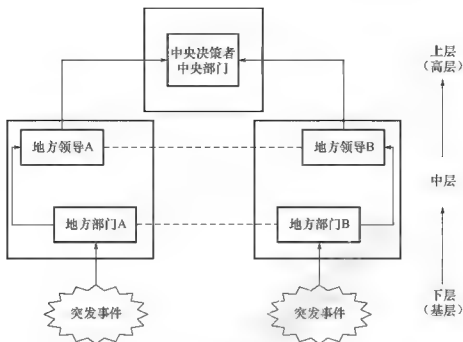 中央决策者
中央部门
上层
（高层）
地方领导A
地方领导B
中层
地方部门A
地方部门B
突发事件
突发事件
下层
（基层）